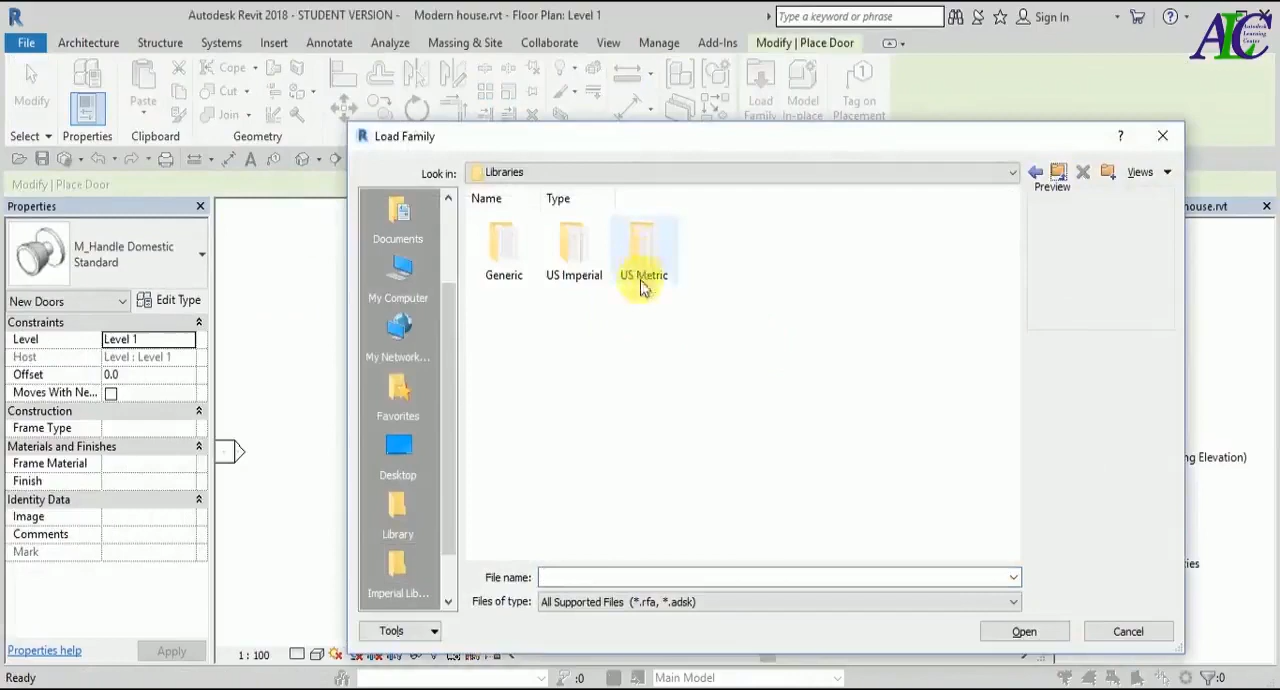 Autodesk Revit 2018 - STUDENT VERSION - Modern house.rvt - Floor Plan: Level 1
Type a keyword or phrase
Sign In
ALC
Autodesk
Learning
Center
File Architecture Structure Systems Insert Annotate Analyze Massing & Site Collaborate View Manage Add-Ins Modify | Place Door
Modify
Paste
Cope
Cut
Join
Load
Family
Model
In-place
Tag on
Placement
Select Properties Clipboard Geometry
Modify | Place Door
Properties
M_Handle Domestic
Standard
New Doors
Edit Type
Constraints
Level Level 1
Host Level : Level 1
Offset 0.0
Moves With Ne...
Construction
Frame Type
Materials and Finishes
Frame Material
Finish
Identity Data
Image
Comments
Mark
Properties help
Apply
Load Family
Look in: Libraries
Views
Preview
Name Type
Generic
US Imperial
US Metric
Documents
My Computer
My Network...
Favorites
Desktop
Library
Imperial Lib...
File name:
Files of type: All Supported Files (*.rfa, *.adsk)
Tools
Open
Cancel
house.rvt
ng Elevation)
ies
1 : 100
Ready
:0
Main Model
:0